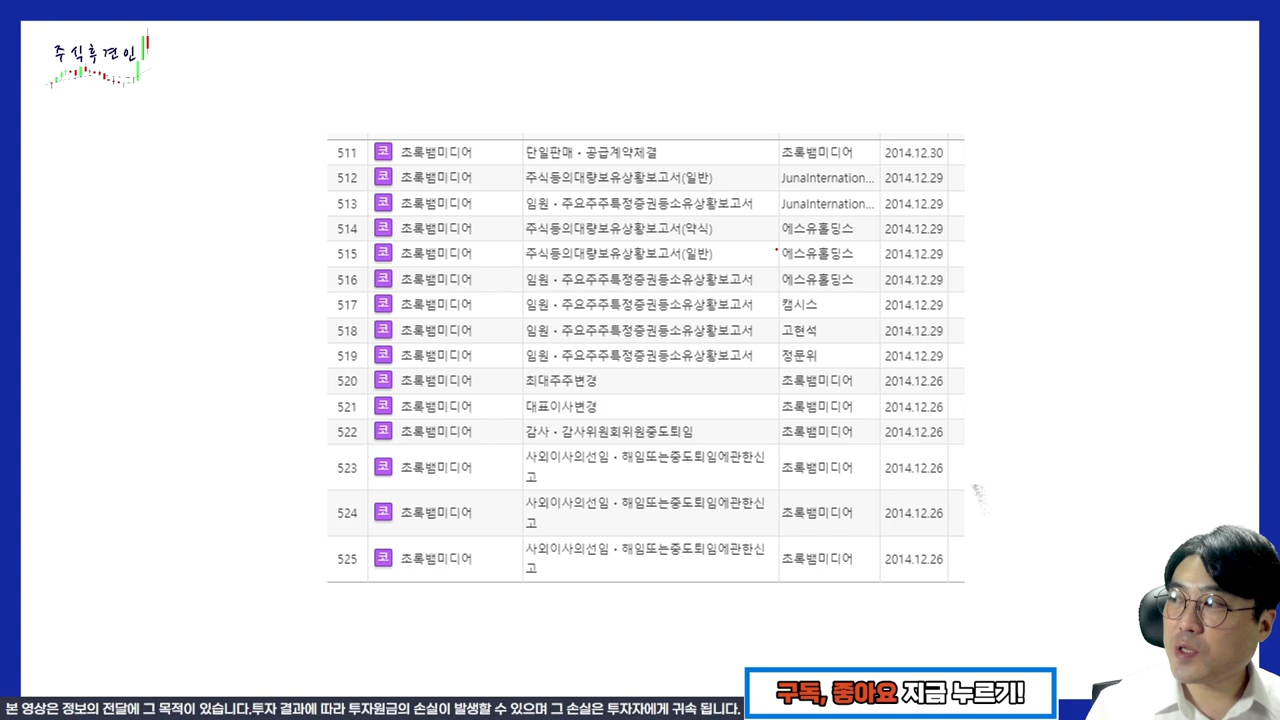 주식후견인
511 코 초록뱀미디어 단일판매・공급계약체결 초록뱀미디어 2014.12.30
512 코 초록뱀미디어 주식등의대량보유상황보고서(일반) JunaInternation... 2014.12.29
513 코 초록뱀미디어 임원・주요주주특정증권등소유상황보고서 JunaInternation... 2014.12.29
514 코 초록뱀미디어 주식등의대량보유상황보고서(약식) 에스유홀딩스 2014.12.29
515 코 초록뱀미디어 주식등의대량보유상황보고서(일반) 에스유홀딩스 2014.12.29
516 코 초록뱀미디어 임원・주요주주특정증권등소유상황보고서 에스유홀딩스 2014.12.29
517 코 초록뱀미디어 임원・주요주주특정증권등소유상황보고서 캠시스 2014.12.29
518 코 초록뱀미디어 임원・주요주주특정증권등소유상황보고서 고현석 2014.12.29
519 코 초록뱀미디어 임원・주요주주특정증권등소유상황보고서 정문위 2014.12.29
520 코 초록뱀미디어 최대주주변경 초록뱀미디어 2014.12.26
521 코 초록뱀미디어 대표이사변경 초록뱀미디어 2014.12.26
522 코 초록뱀미디어 감사・감사위원회위원중도퇴임 초록뱀미디어 2014.12.26
523 코 초록뱀미디어 사외이사의선임・해임또는중도퇴임에관한신 초록뱀미디어 2014.12.26
고
524 코 초록뱀미디어 사외이사의선임・해임또는중도퇴임에관한신 초록뱀미디어 2014.12.26
고
525 코 초록뱀미디어 사외이사의선임・해임또는중도퇴임에관한신 초록뱀미디어 2014.12.26
고
구독, 좋아요 지금 누르기!
본 영상은 정보의 전달에 그 목적이 있습니다.투자 결과에 따라 투자원금의 손실이 발생할 수 있으며 그 손실은 투자자에게 귀속 됩니다.